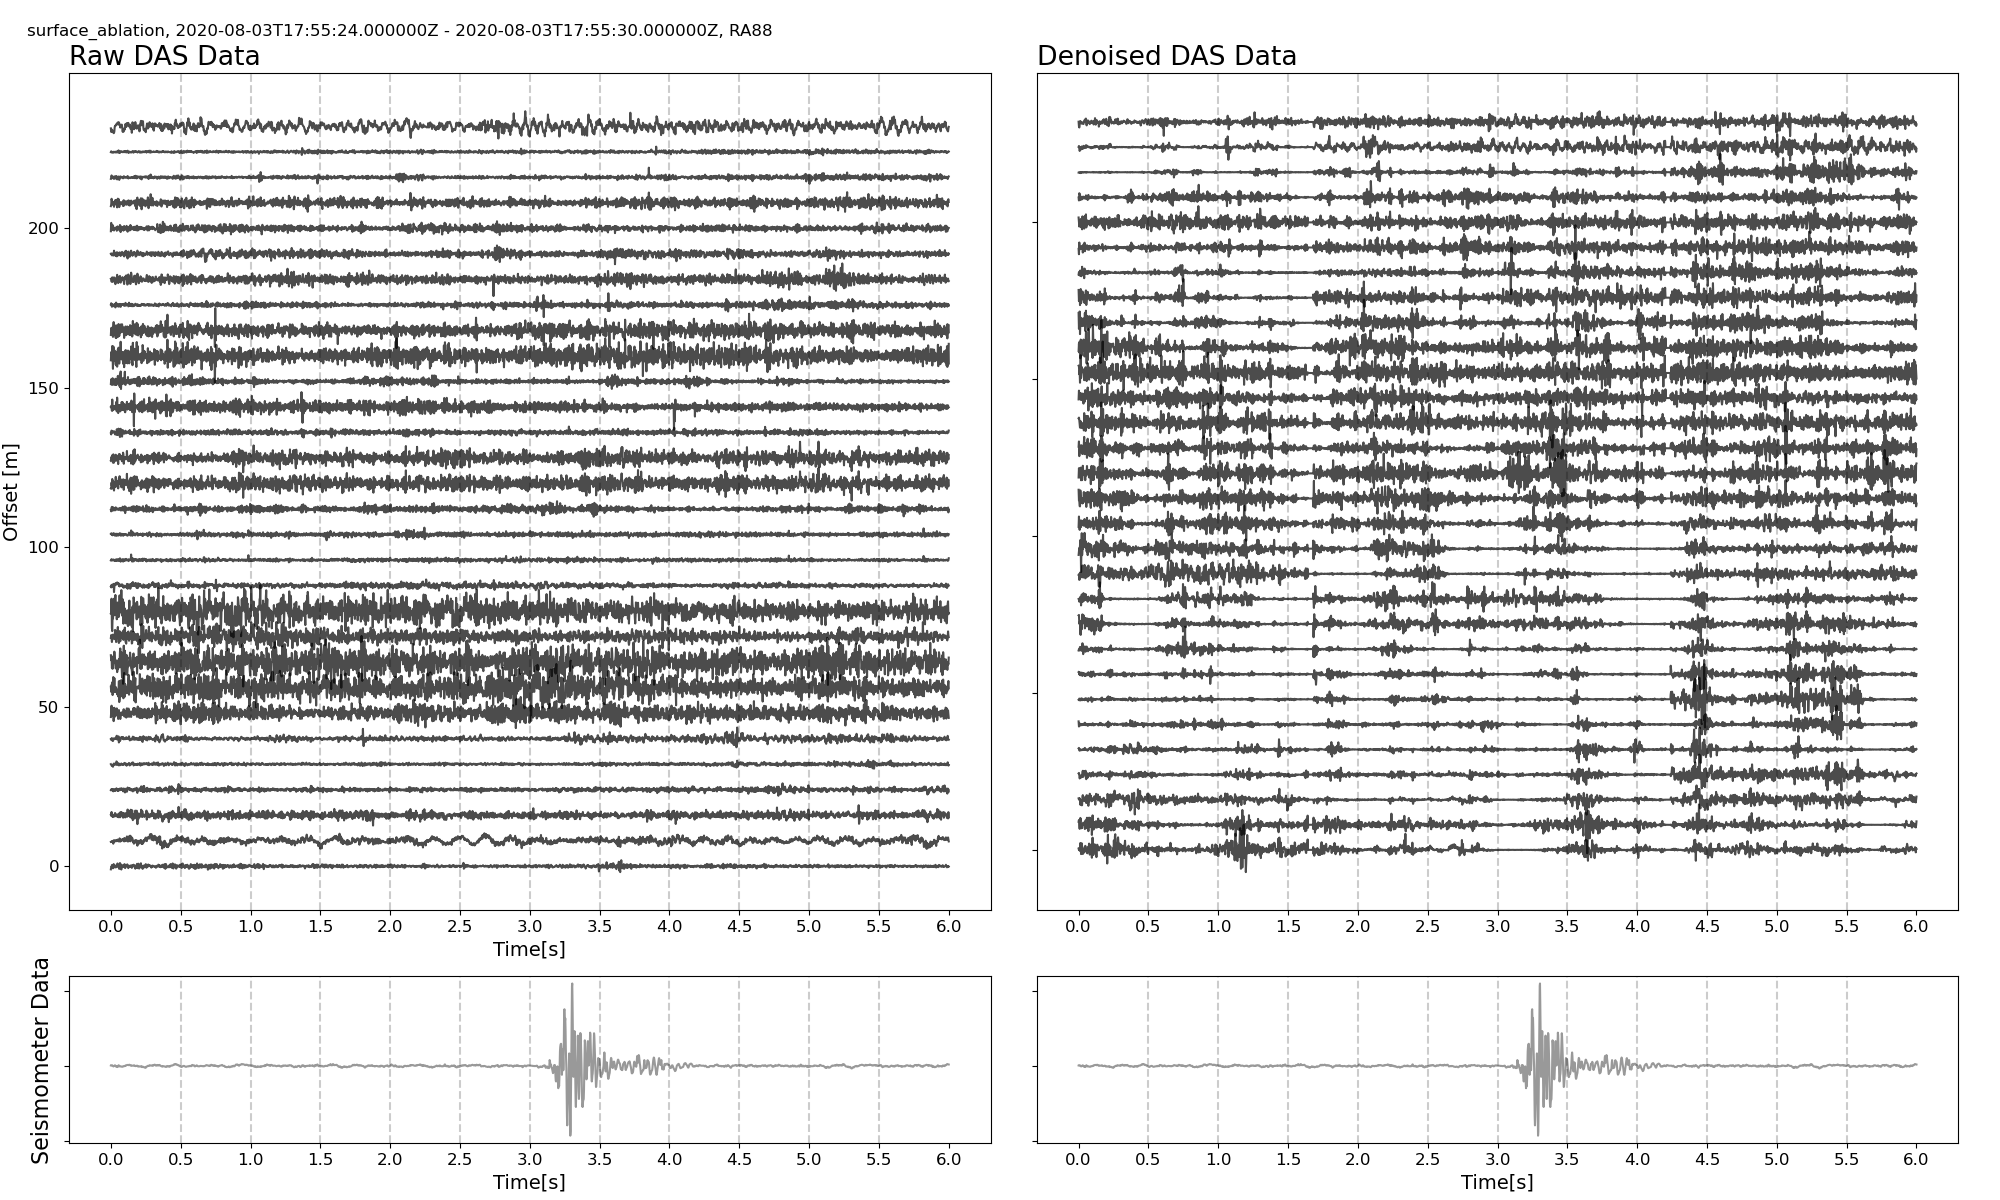 surface_ablation, 2020-08-03T17:55:24.000000Z - 2020-08-03T17:55:30.000000Z, RA88
Raw DAS Data
Denoised DAS Data
Offset [m]
200
150
100
50
0
0.0 0.5 1.0 1.5 2.0 2.5 3.0 3.5 4.0 4.5 5.0 5.5 6.0
Time[s]
0.0 0.5 1.0 1.5 2.0 2.5 3.0 3.5 4.0 4.5 5.0 5.5 6.0
Seismometer Data
0.0 0.5 1.0 1.5 2.0 2.5 3.0 3.5 4.0 4.5 5.0 5.5 6.0
Time[s]
0.0 0.5 1.0 1.5 2.0 2.5 3.0 3.5 4.0 4.5 5.0 5.5 6.0
Time[s]